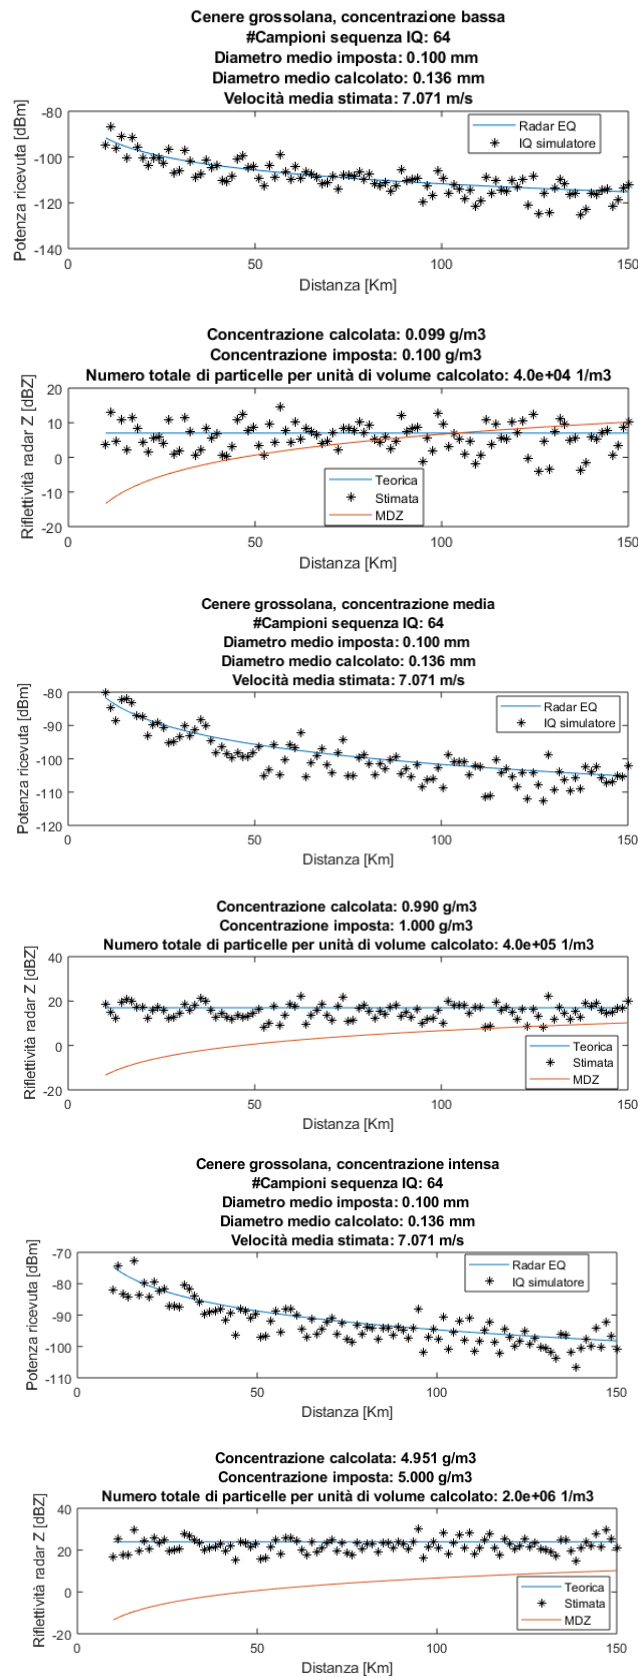 Cenere grossolana, concentrazione bassa
#Campioni sequenza IQ: 64
Diametro medio imposta: 0.100 mm
Diametro medio calcolato: 0.136 mm
Velocità media stimata: 7.071 m/s
Potenza ricevuta [dBm]
-80
-100
-120
-140
Radar EQ
IQ simulatore
0
50
100
150
Distanza [Km]
Concentrazione calcolata: 0.099 g/m3
Concentrazione imposta: 0.100 g/m3
Numero totale di particelle per unità di volume calcolato: 4.0e+04 1/m3
Riflettività radar Z [dBZ]
20
10
0
-10
-20
Teorica
Stimata
MDZ
0
50
100
150
Distanza [Km]
Cenere grossolana, concentrazione media
#Campioni sequenza IQ: 64
Diametro medio imposta: 0.100 mm
Diametro medio calcolato: 0.136 mm
Velocità media stimata: 7.071 m/s
Potenza ricevuta [dBm]
-80
-90
-100
-110
-120
Radar EQ
IQ simulatore
0
50
100
150
Distanza [Km]
Concentrazione calcolata: 0.990 g/m3
Concentrazione imposta: 1.000 g/m3
Numero totale di particelle per unità di volume calcolato: 4.0e+05 1/m3
Riflettività radar Z [dBZ]
40
20
0
-20
Teorica
Stimata
MDZ
0
50
100
150
Distanza [Km]
Cenere grossolana, concentrazione intensa
#Campioni sequenza IQ: 64
Diametro medio imposta: 0.100 mm
Diametro medio calcolato: 0.136 mm
Velocità media stimata: 7.071 m/s
Potenza ricevuta [dBm]
-70
-80
-90
-100
-110
Radar EQ
IQ simulatore
0
50
100
150
Distanza [Km]
Concentrazione calcolata: 4.951 g/m3
Concentrazione imposta: 5.000 g/m3
Numero totale di particelle per unità di volume calcolato: 2.0e+06 1/m3
Riflettività radar Z [dBZ]
40
20
0
-20
Teorica
Stimata
MDZ
0
50
100
150
Distanza [Km]